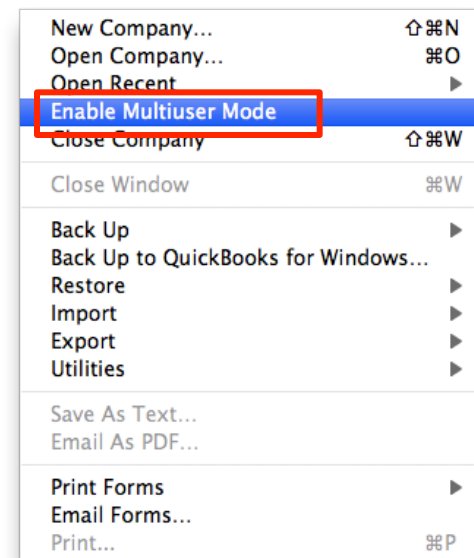 New Company... ⇧⌘N
Open Company... ⌘O
Open Recent ▶
Enable Multiuser Mode
Close Company ⇧⌘W
Close Window ⌘W
Back Up ▶
Back Up to QuickBooks for Windows...
Restore ▶
Import ▶
Export ▶
Utilities ▶
Save As Text...
Email As PDF...
Print Forms ▶
Email Forms...
Print... ⌘P